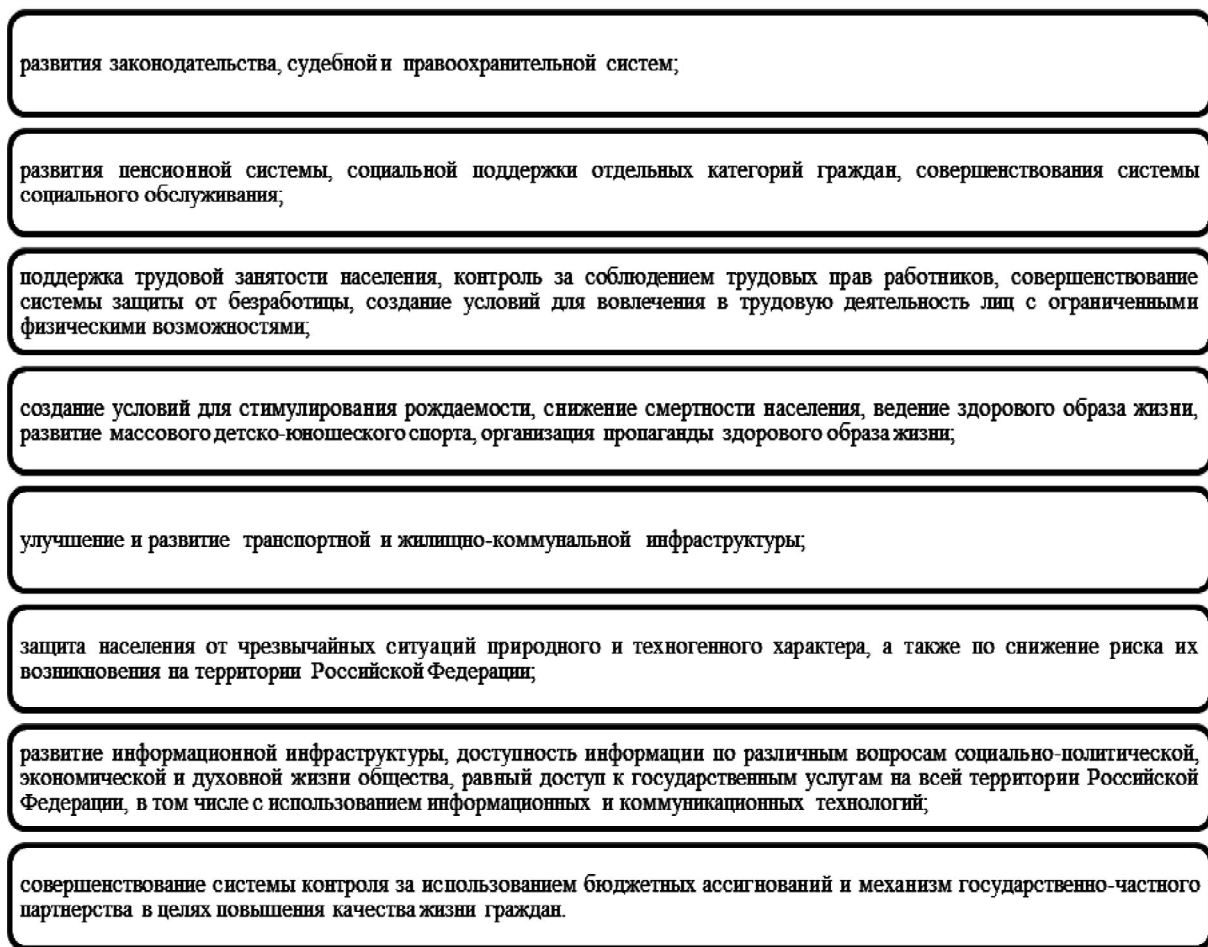 развития законодательства, судебной и правоохранительной систем;
развития пенсионной системы, социальной поддержки отдельных категорий граждан, совершенствования системы
социального обслуживания;
поддержка трудовой занятости населения, контроль за соблюдением трудовых прав работников, совершенствование
системы защиты от безработицы, создание условий для вовлечения в трудовую деятельность лиц с ограниченными
физическими возможностями;
создание условий для стимулирования рождаемости, снижение смертности населения, ведение здорового образа жизни,
развитие массового детско-юношеского спорта, организация пропаганды здорового образа жизни;
улучшение и развитие транспортной и жилищно-коммунальной инфраструктуры;
защита населения от чрезвычайных ситуаций природного и техногенного характера, а также по снижение риска их
возникновения на территории Российской Федерации;
развитие информационной инфраструктуры, доступность информации по различным вопросам социально-политической,
экономической и духовной жизни общества, равный доступ к государственным услугам на всей территории Российской
Федерации, в том числе с использованием информационных и коммуникационных технологий;
совершенствование системы контроля за использованием бюджетных ассигнований и механизм государственно-частного
партнерства в целях повышения качества жизни граждан.